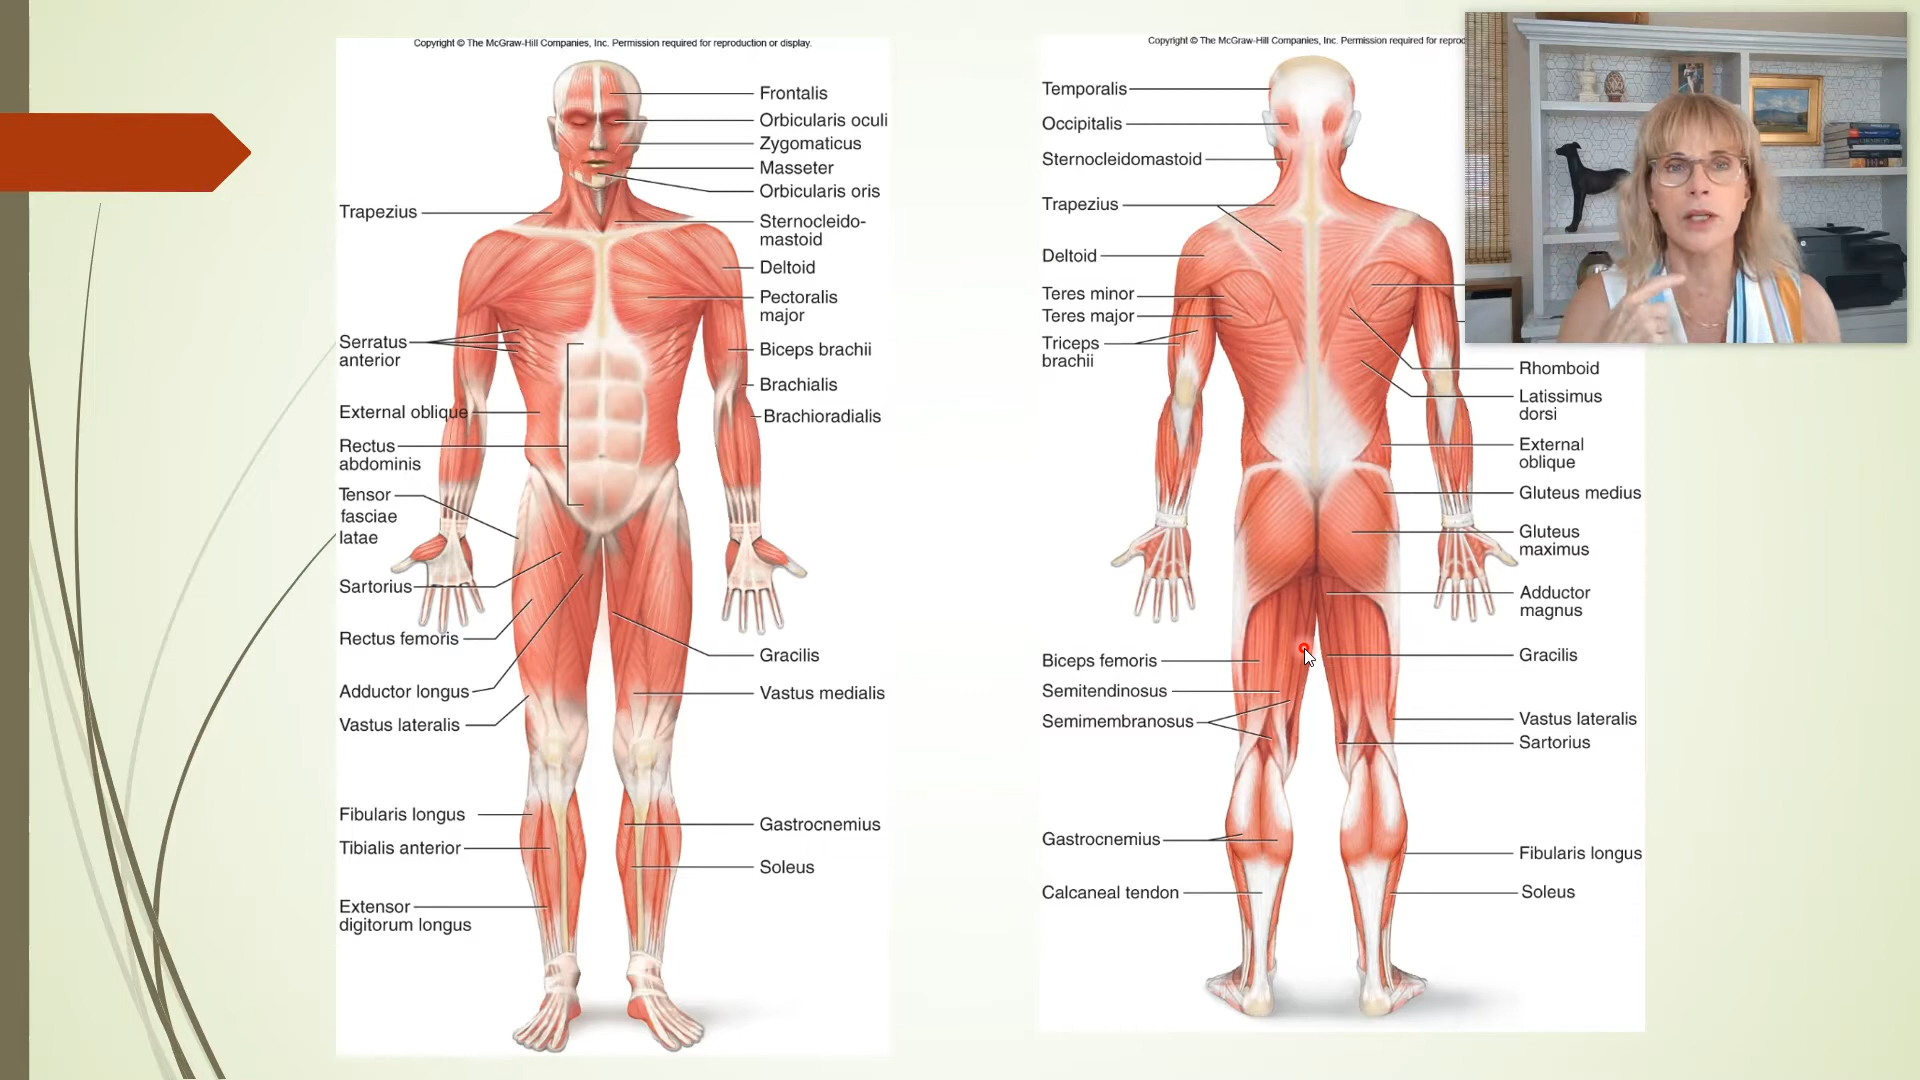 Copyright © The McGraw-Hill Companies, Inc. Permission required for reproduction or display.
Frontalis
Orbicularis oculi
Zygomaticus
Masseter
Orbicularis oris
Trapezius
Sternocleido-
mastoid
Deltoid
Pectoralis
major
Serratus
anterior
Biceps brachii
Brachialis
External oblique
Brachioradialis
Rectus
abdominis
Tensor
fasciae
latae
Sartorius
Rectus femoris
Gracilis
Adductor longus
Vastus medialis
Vastus lateralis
Fibularis longus
Gastrocnemius
Tibialis anterior
Soleus
Extensor
digitorum longus
Copyright © The McGraw-Hill Companies, Inc. Permission required for reprod
Temporalis
Occipitalis
Sternocleidomastoid
Trapezius
Deltoid
Teres minor
Teres major
Triceps
brachii
Rhomboid
Latissimus
dorsi
External
oblique
Gluteus medius
Gluteus
maximus
Adductor
magnus
Biceps femoris
Gracilis
Semitendinosus
Semimembranosus
Vastus lateralis
Sartorius
Gastrocnemius
Fibularis longus
Calcaneal tendon
Soleus